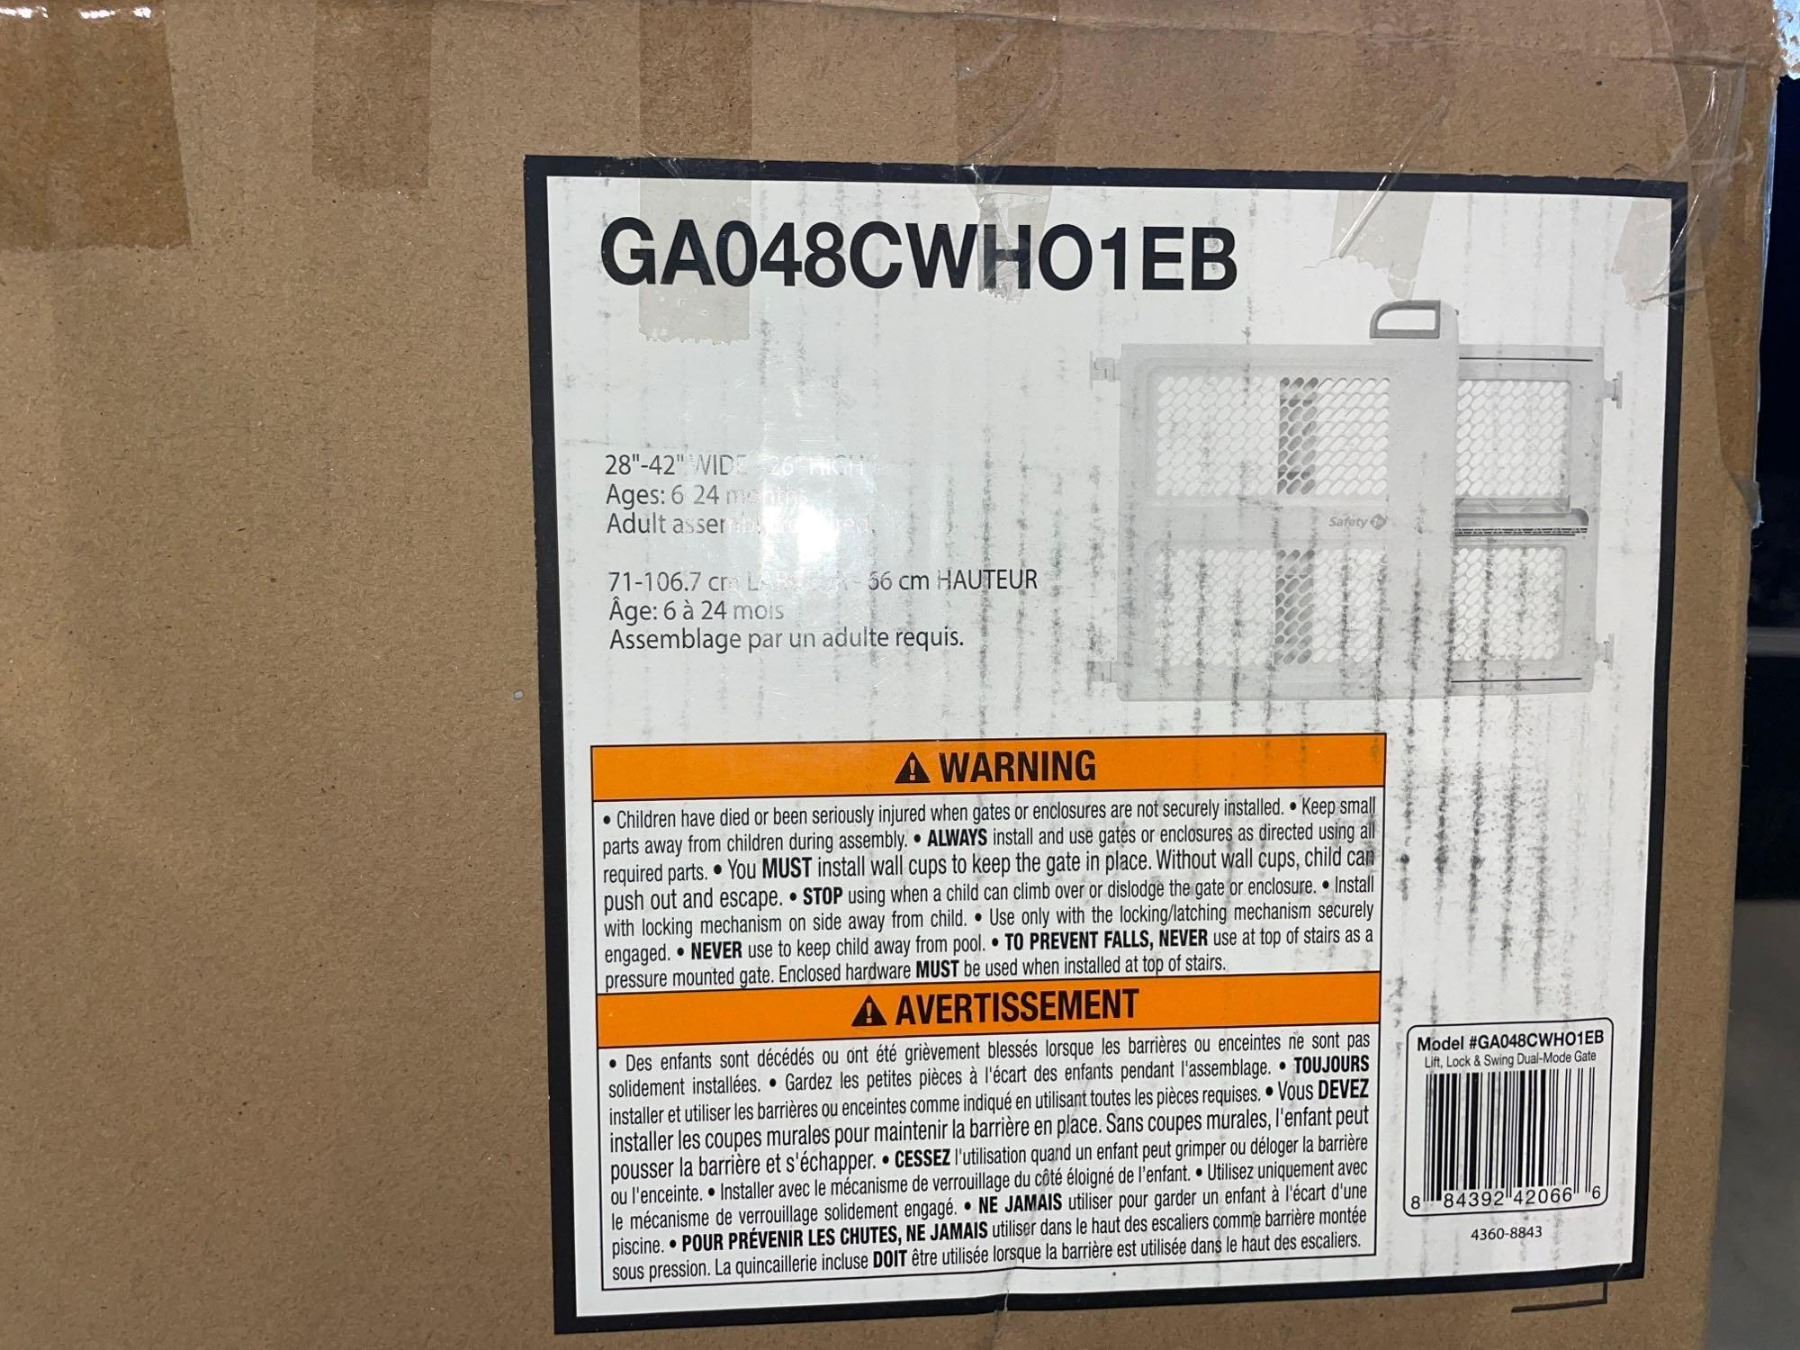 GA048CWHO1EB
28"-42" WIDE - 26" HIGH
Ages: 6-24 months
Adult assembly required.
71-106.7 cm LARGEUR - 66 cm HAUTEUR
Âge: 6 à 24 mois
Assemblage par un adulte requis.
Safety 1st
⚠ WARNING
• Children have died or been seriously injured when gates or enclosures are not securely installed. • Keep small
parts away from children during assembly. • ALWAYS install and use gates or enclosures as directed using all
required parts. • You MUST install wall cups to keep the gate in place. Without wall cups, child can
push out and escape. • STOP using when a child can climb over or dislodge the gate or enclosure. • Install
with locking mechanism on side away from child. • Use only with the locking/latching mechanism securely
engaged. • NEVER use to keep child away from pool. • TO PREVENT FALLS, NEVER use at top of stairs as a
pressure mounted gate. Enclosed hardware MUST be used when installed at top of stairs.
⚠ AVERTISSEMENT
• Des enfants sont décédés ou ont été grièvement blessés lorsque les barrières ou enceintes ne sont pas
solidement installées. • Gardez les petites pièces à l'écart des enfants pendant l'assemblage. • TOUJOURS
installer et utiliser les barrières ou enceintes comme indiqué en utilisant toutes les pièces requises. • Vous DEVEZ
installer les coupes murales pour maintenir la barrière en place. Sans coupes murales, l'enfant peut
pousser la barrière et s'échapper. • CESSEZ l'utilisation quand un enfant peut grimper ou déloger la barrière
ou l'enceinte. • Installer avec le mécanisme de verrouillage du côté éloigné de l'enfant. • Utilisez uniquement avec
le mécanisme de verrouillage solidement engagé. • NE JAMAIS utiliser pour garder un enfant à l'écart d'une
piscine. • POUR PRÉVENIR LES CHUTES, NE JAMAIS utiliser dans le haut des escaliers comme barrière montée
sous pression. La quincaillerie incluse DOIT être utilisée lorsque la barrière est utilisée dans le haut des escaliers.
Model #GA048CWHO1EB
Lift, Lock & Swing Dual-Mode Gate
8 84392 42066 6
4360-8843